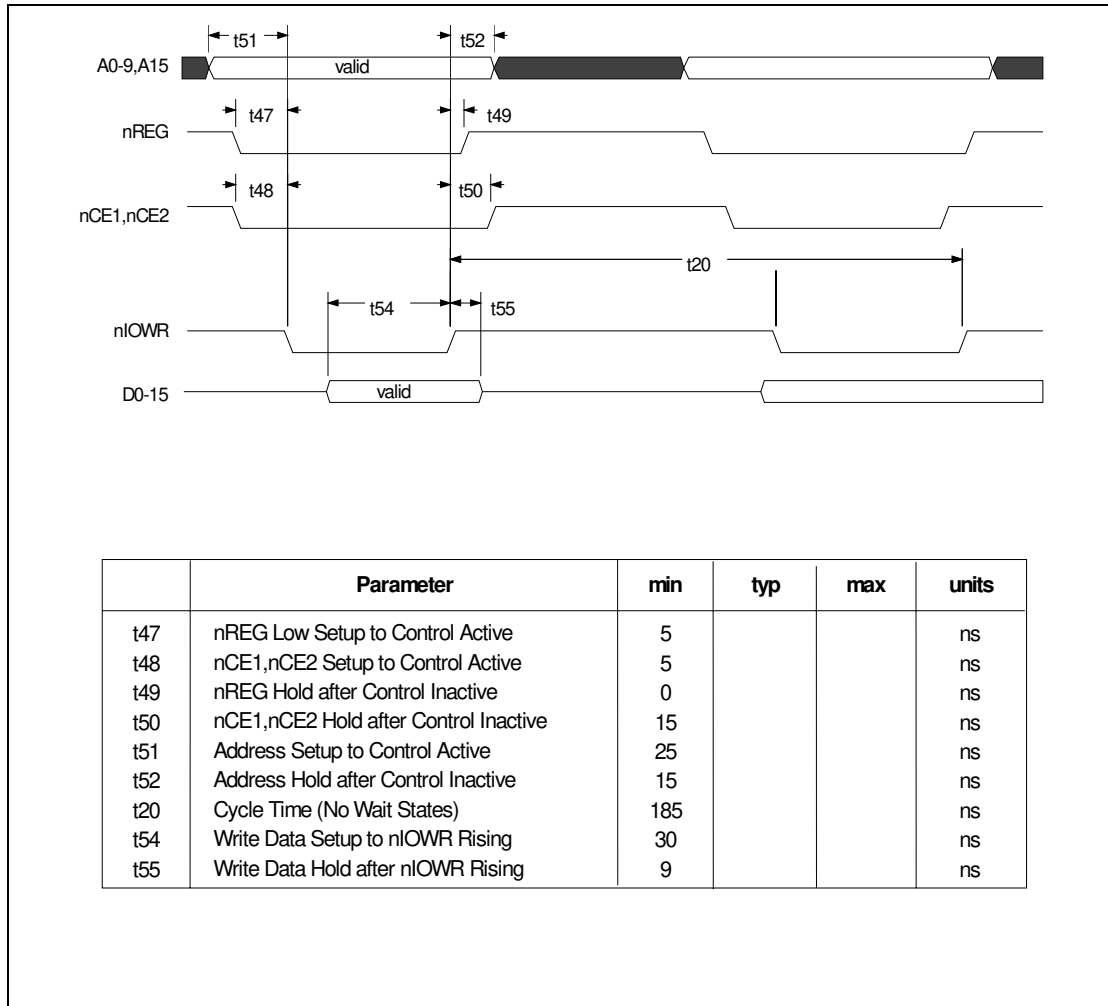 t51 t52
A0-9,A15 valid
t47 t49
nREG
t48 t50
nCE1,nCE2
t20
t54 t55
nIOWR
D0-15 valid
Parameter min typ max units
t47 nREG Low Setup to Control Active 5 ns
t48 nCE1,nCE2 Setup to Control Active 5 ns
t49 nREG Hold after Control Inactive 0 ns
t50 nCE1,nCE2 Hold after Control Inactive 15 ns
t51 Address Setup to Control Active 25 ns
t52 Address Hold after Control Inactive 15 ns
t20 Cycle Time (No Wait States) 185 ns
t54 Write Data Setup to nIOWR Rising 30 ns
t55 Write Data Hold after nIOWR Rising 9 ns